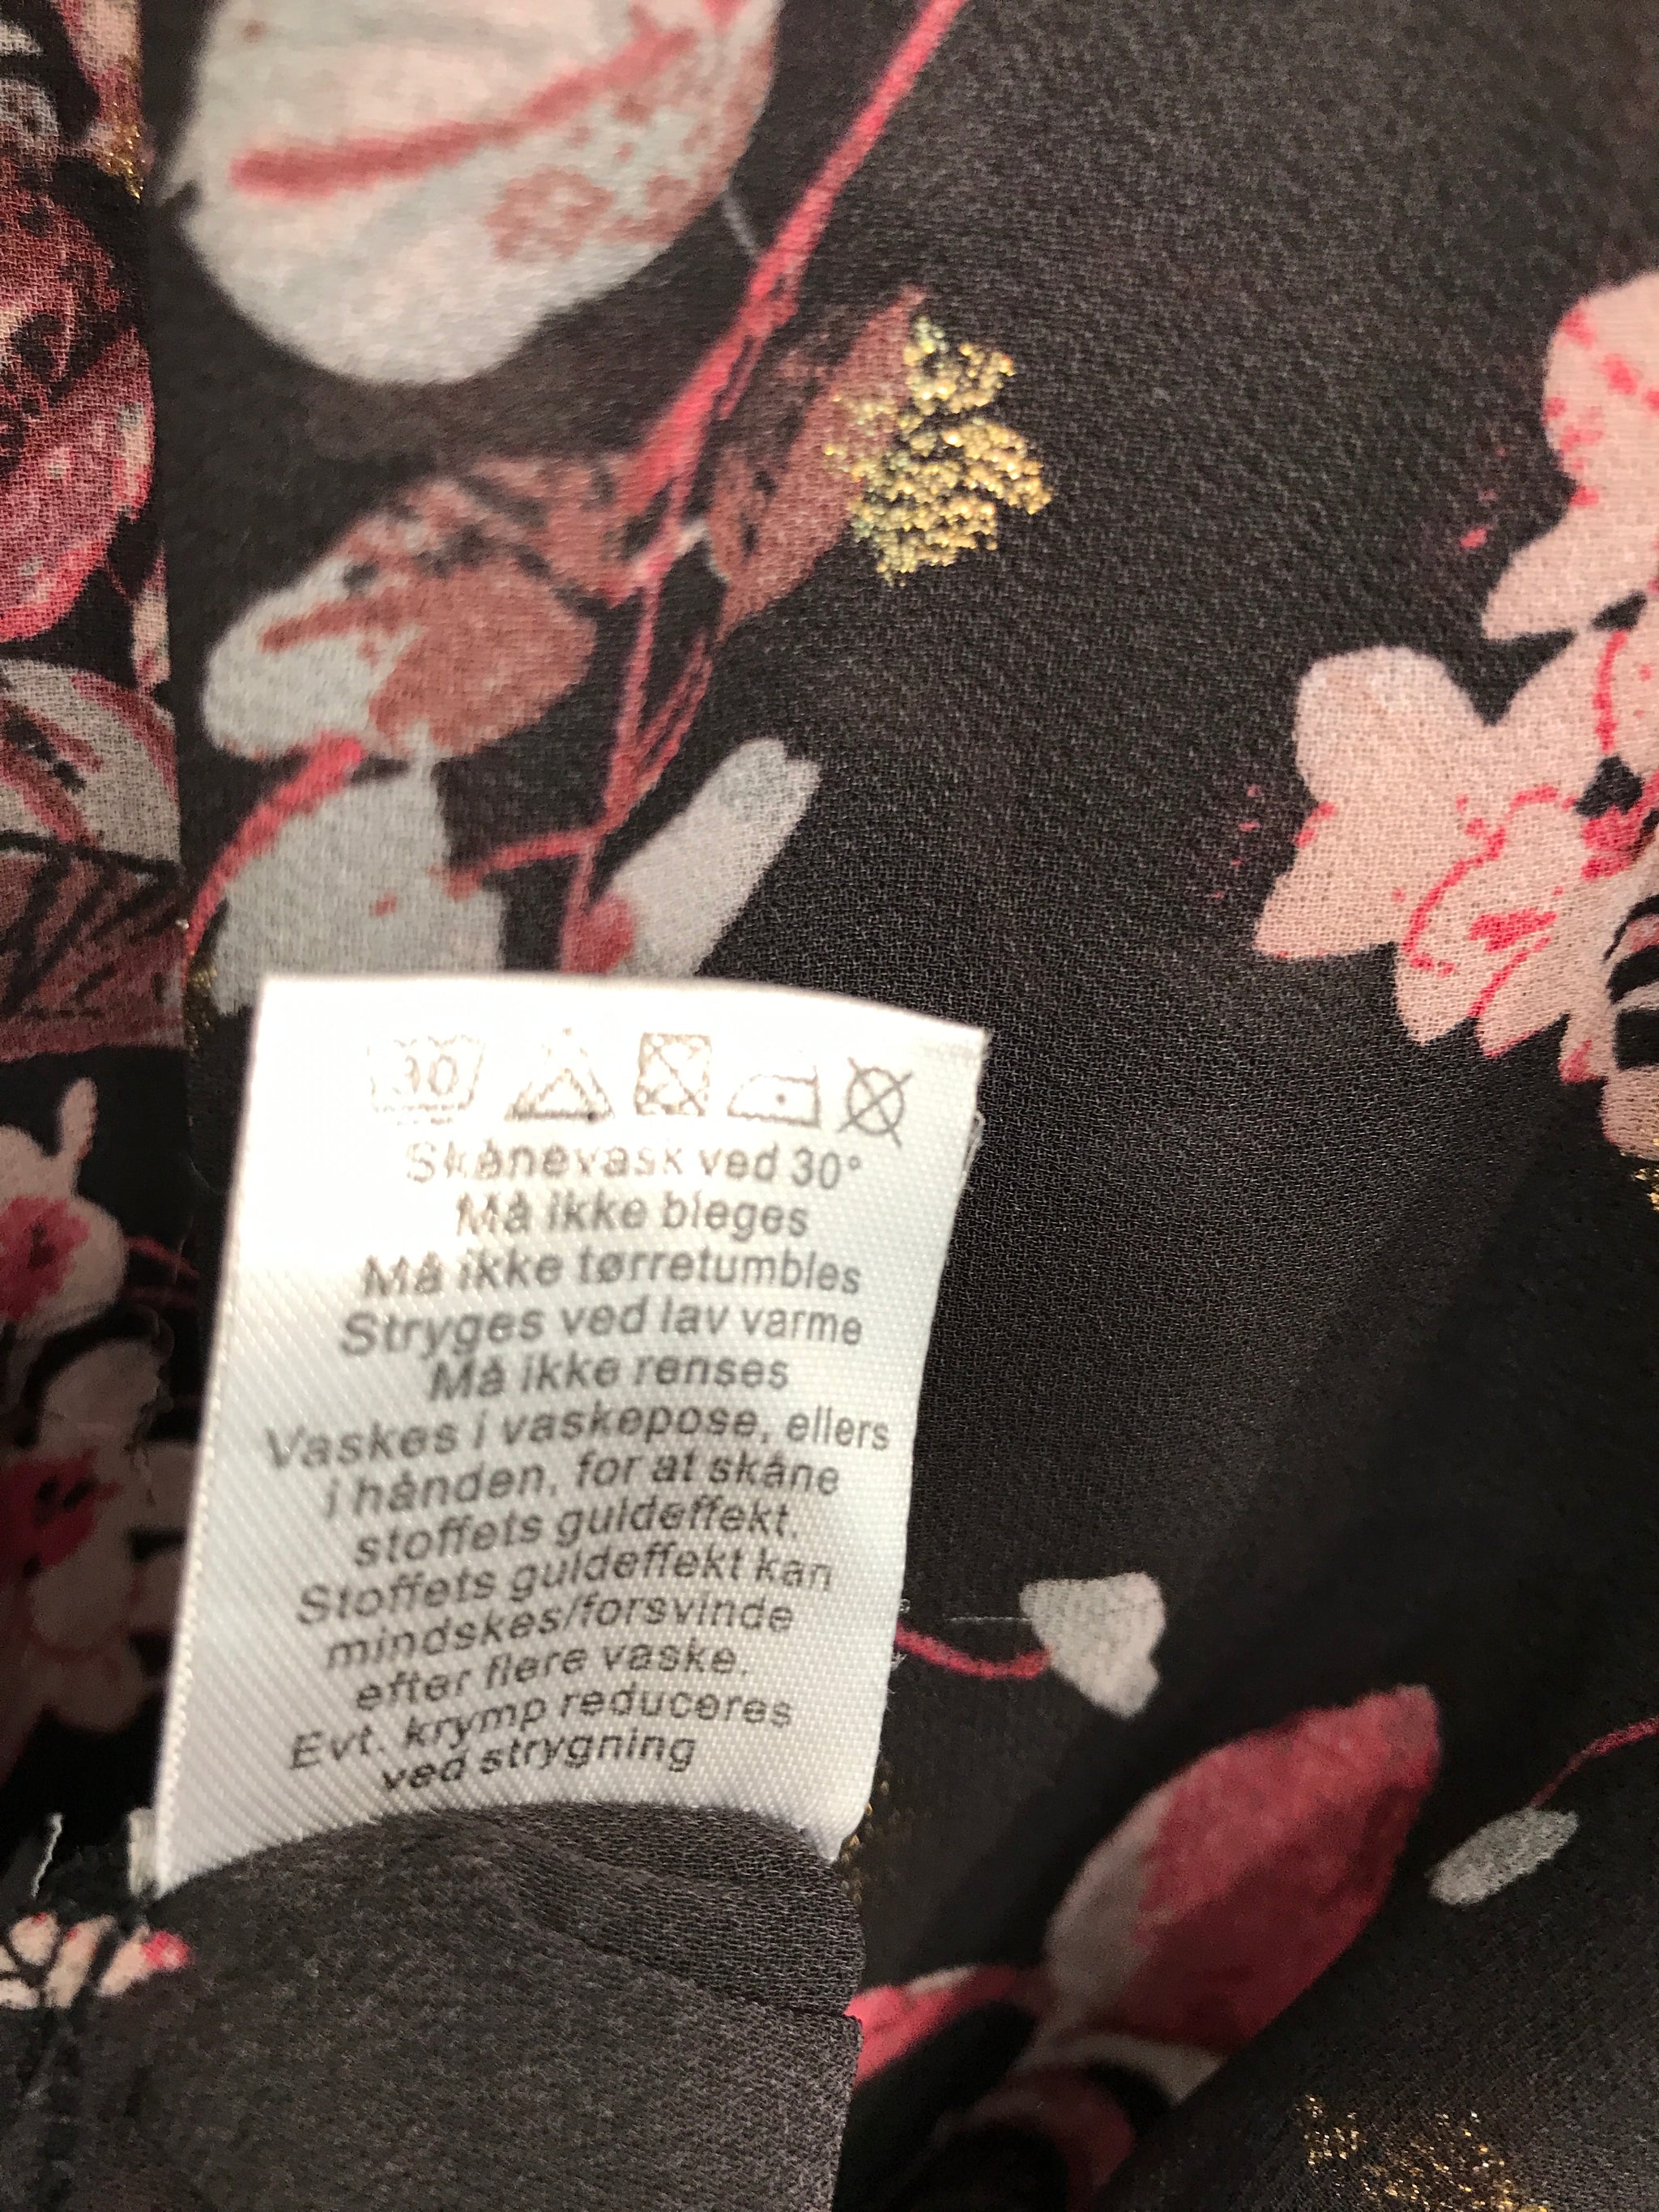 30
Skånevask ved 30°
Må ikke bleges
Må ikke tørretumbles
Stryges ved lav varme
Må ikke renses
Vaskes i vaskepose, ellers
i hånden, for at skåne
stoffets guldeffekt.
Stoffets guldeffekt kan
mindskes/forsvinde
efter flere vaske.
Evt. krymp reduceres
ved strygning